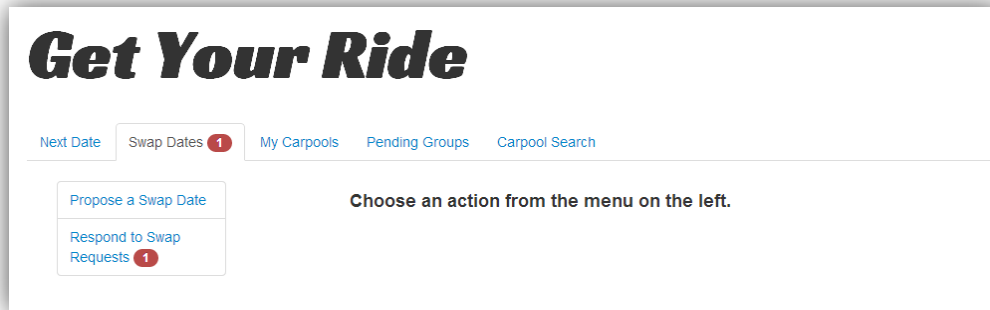 Get Your Ride
Next Date Swap Dates 1 My Carpools Pending Groups Carpool Search
Propose a Swap Date
Choose an action from the menu on the left.
Respond to Swap
Requests 1